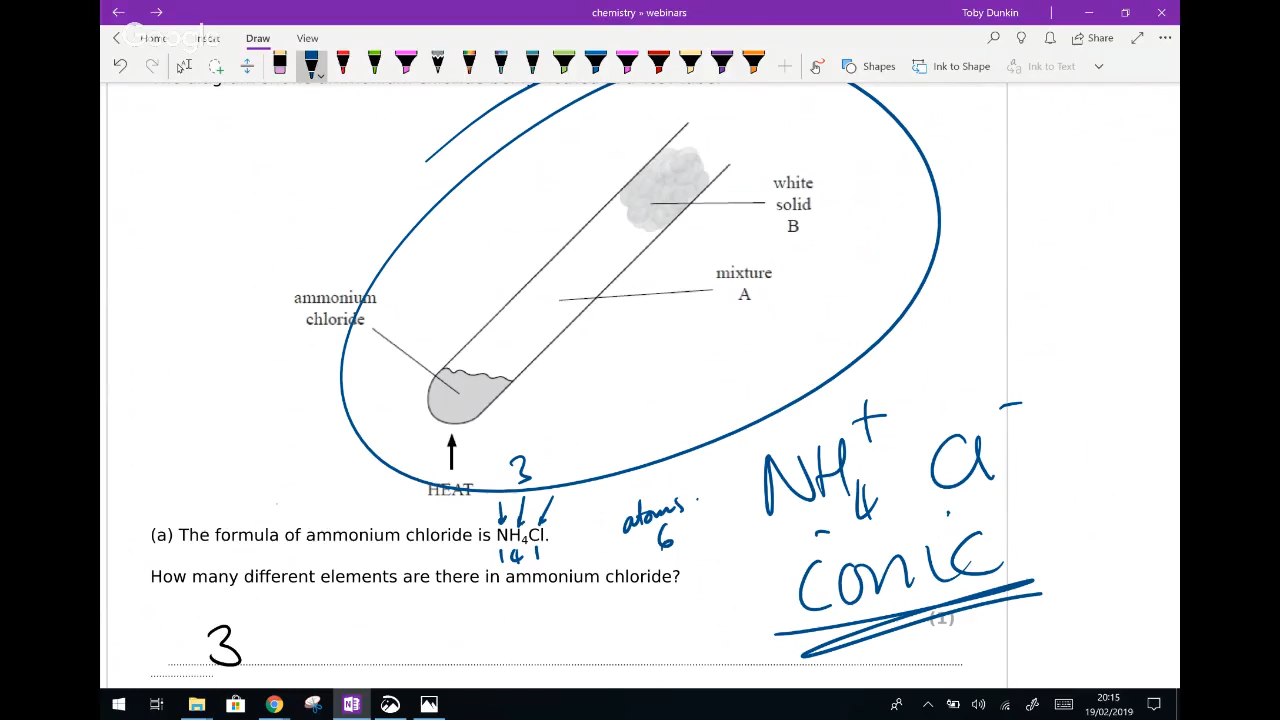 chemistry » webinars
Toby Dunkin
Home Insert Draw View
Share
Shapes
Ink to Shape
Ink to Text
white
solid
B
mixture
A
ammonium
chloride
HEAT
3
NH₄⁺ Cl⁻
ionic
atoms
6
(a) The formula of ammonium chloride is NH₄Cl.
1 4 1
How many different elements are there in ammonium chloride?
(1)
3
20:15
19/02/2019